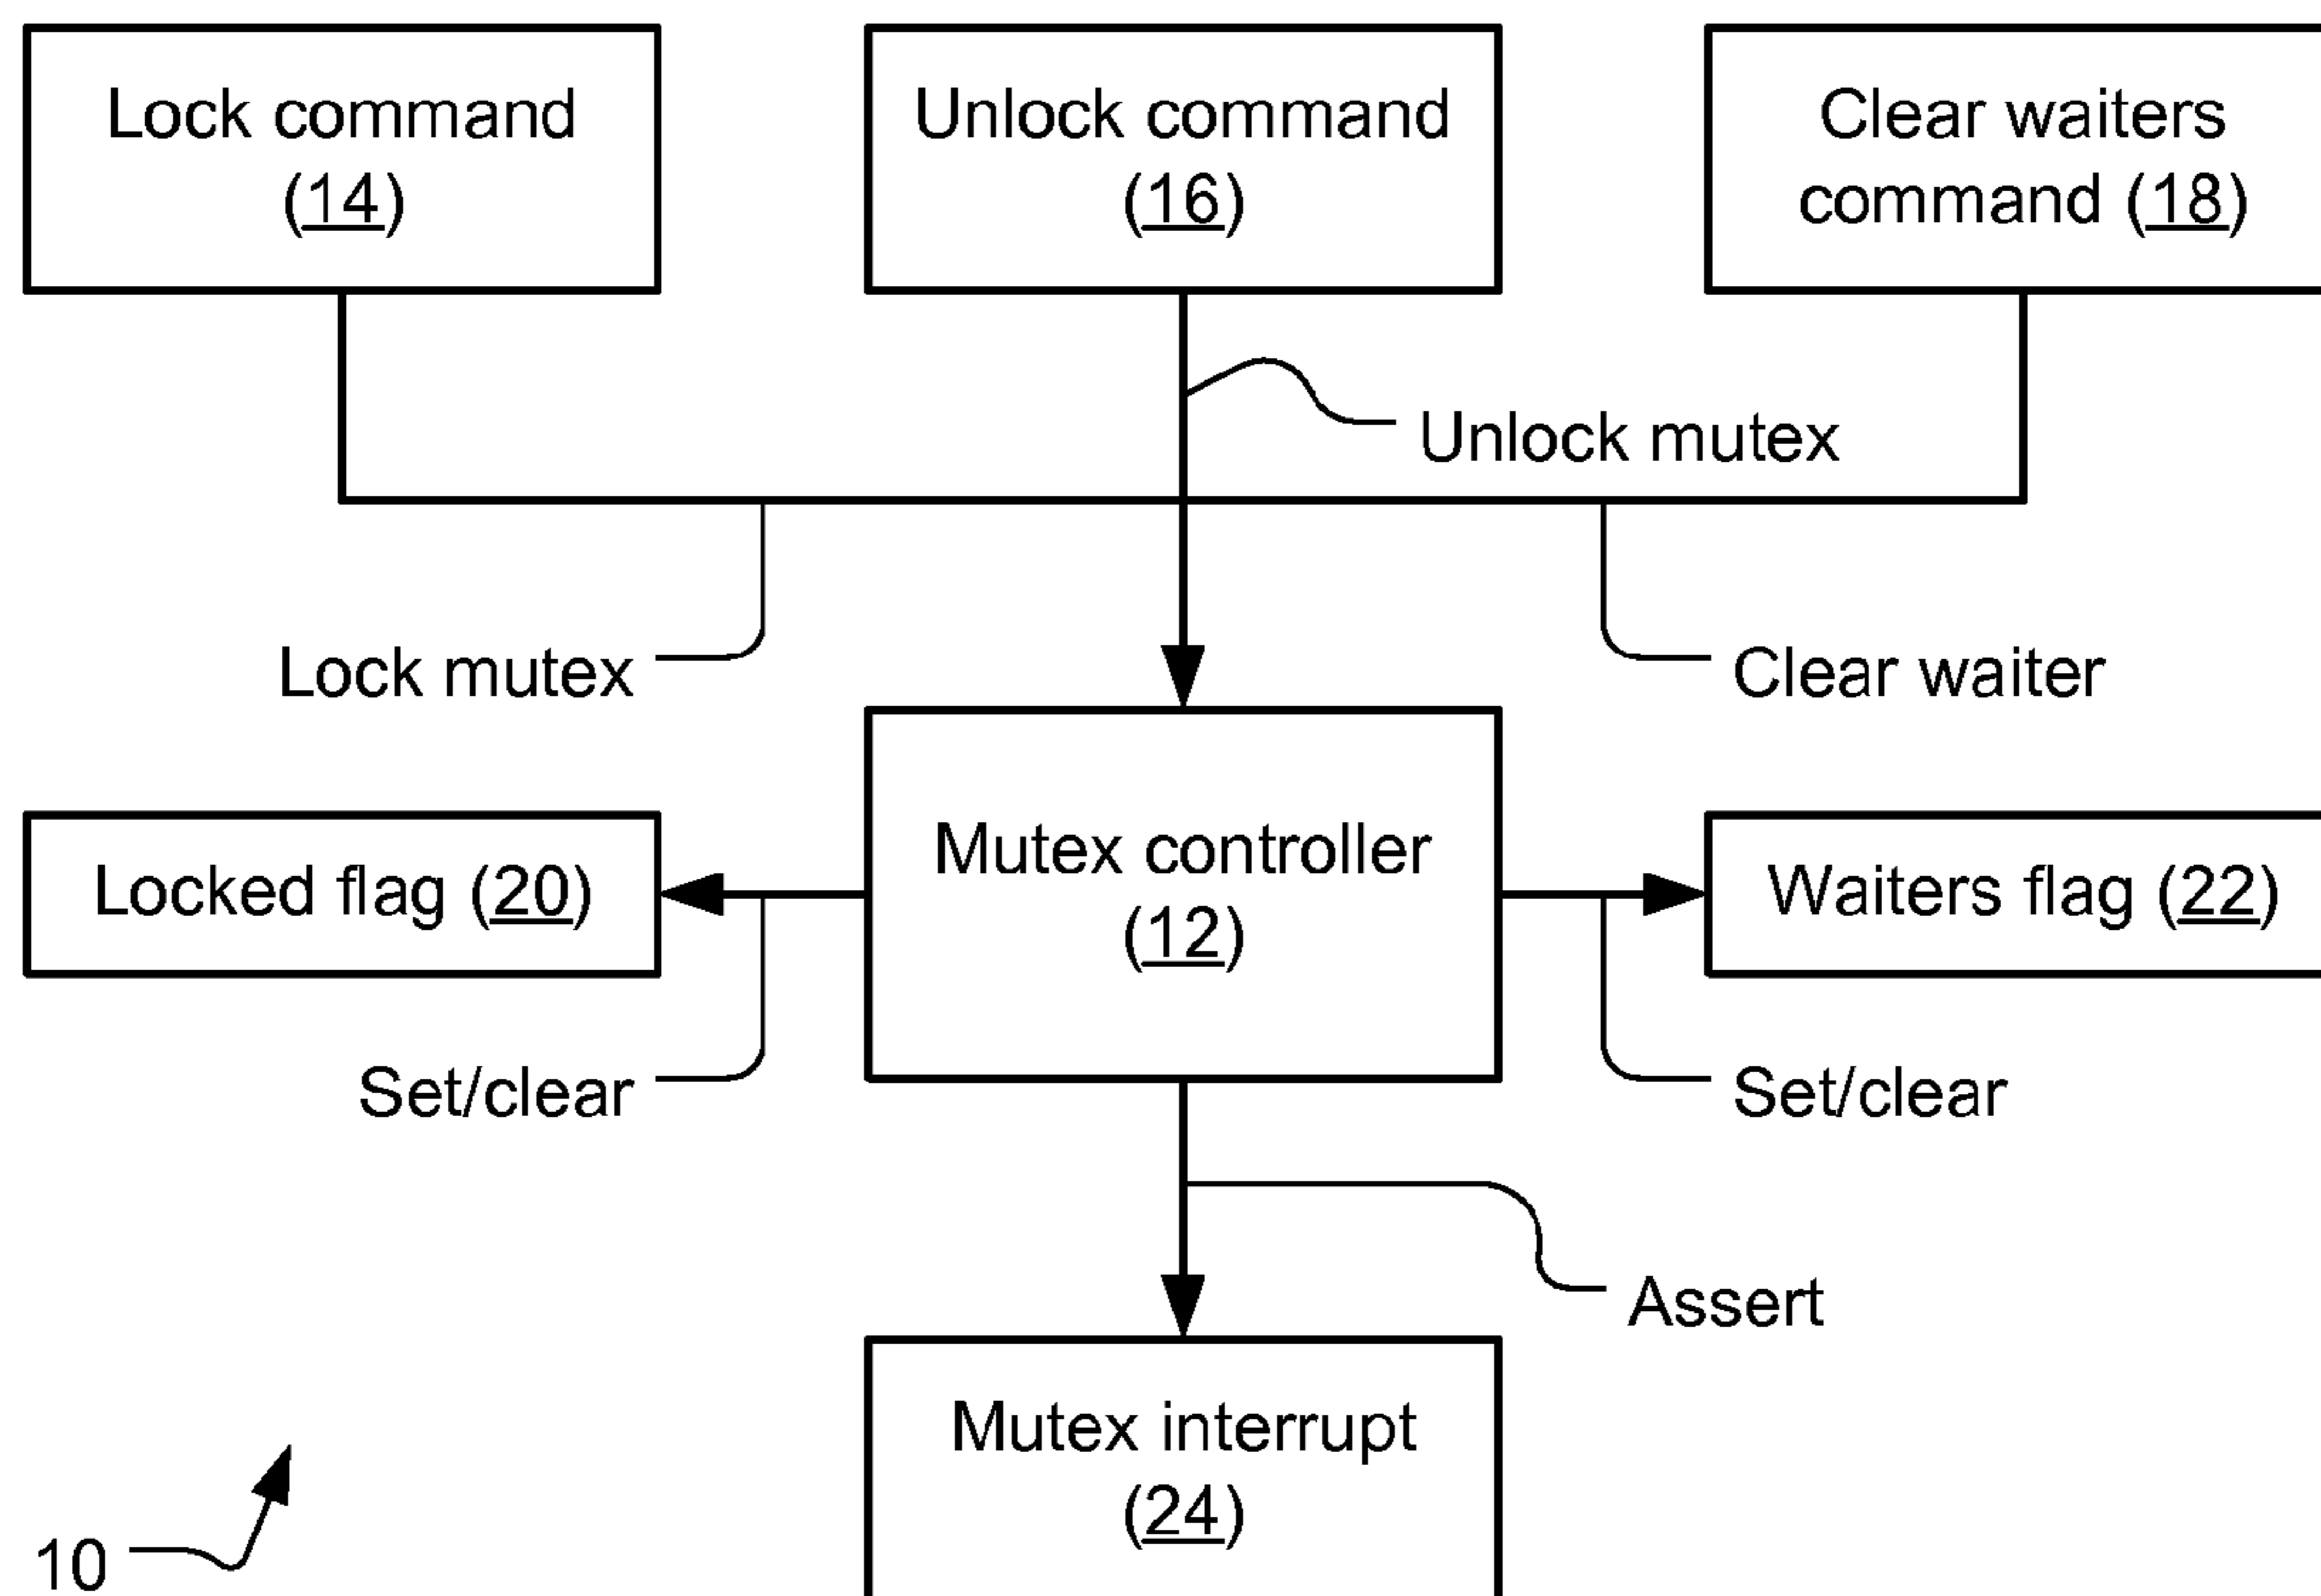 Lock command
(14)
Unlock command
(16)
Clear waiters
command (18)
Unlock mutex
Lock mutex
Clear waiter
Mutex controller
(12)
Locked flag (20)
Waiters flag (22)
Set/clear
Set/clear
Assert
Mutex interrupt
(24)
10